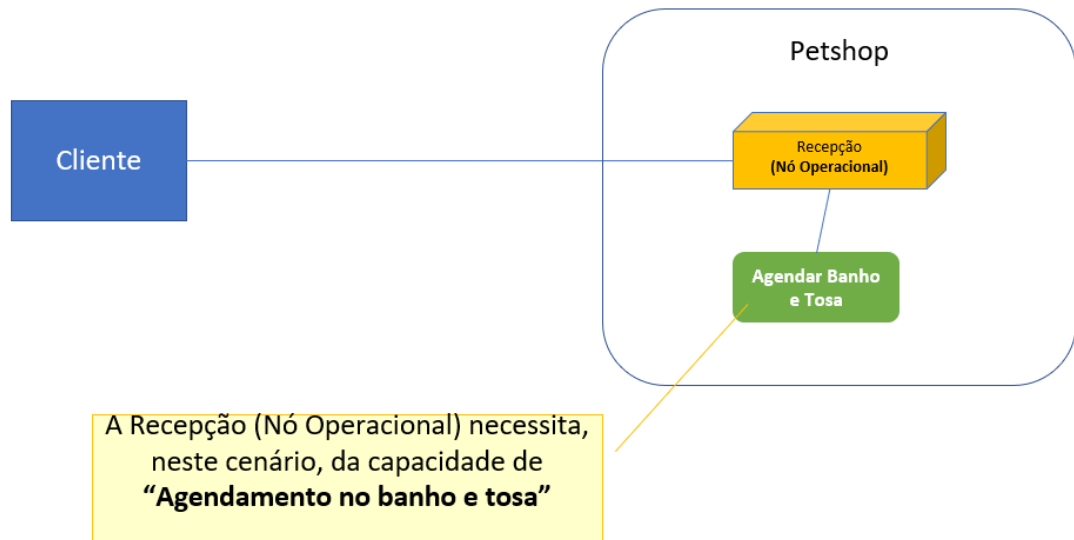 Petshop
Cliente
Recepção
(Nó Operacional)
Agendar Banho
e Tosa
A Recepção (Nó Operacional) necessita,
neste cenário, da capacidade de
“Agendamento no banho e tosa”